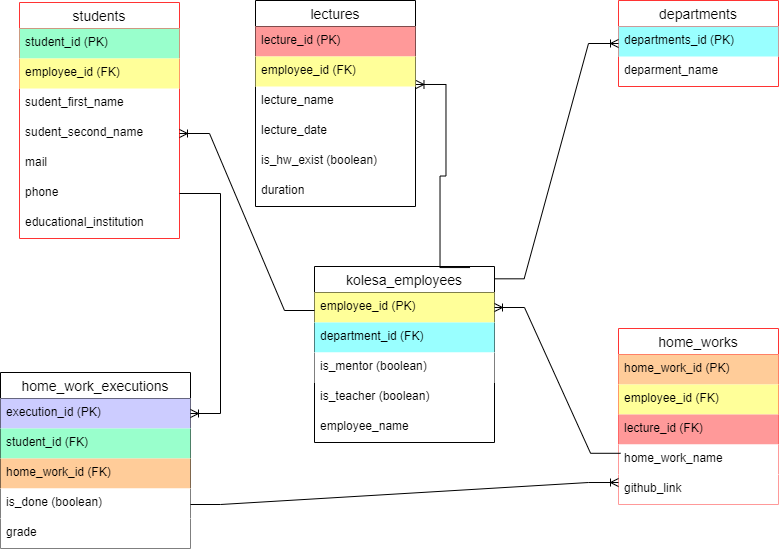 students
student_id (PK)
employee_id (FK)
sudent_first_name
sudent_second_name
mail
phone
educational_institution
lectures
lecture_id (PK)
employee_id (FK)
lecture_name
lecture_date
is_hw_exist (boolean)
duration
departments
departments_id (PK)
deparment_name
kolesa_employees
employee_id (PK)
department_id (FK)
is_mentor (boolean)
is_teacher (boolean)
employee_name
home_works
home_work_id (PK)
employee_id (FK)
lecture_id (FK)
home_work_name
github_link
home_work_executions
execution_id (PK)
student_id (FK)
home_work_id (FK)
is_done (boolean)
grade